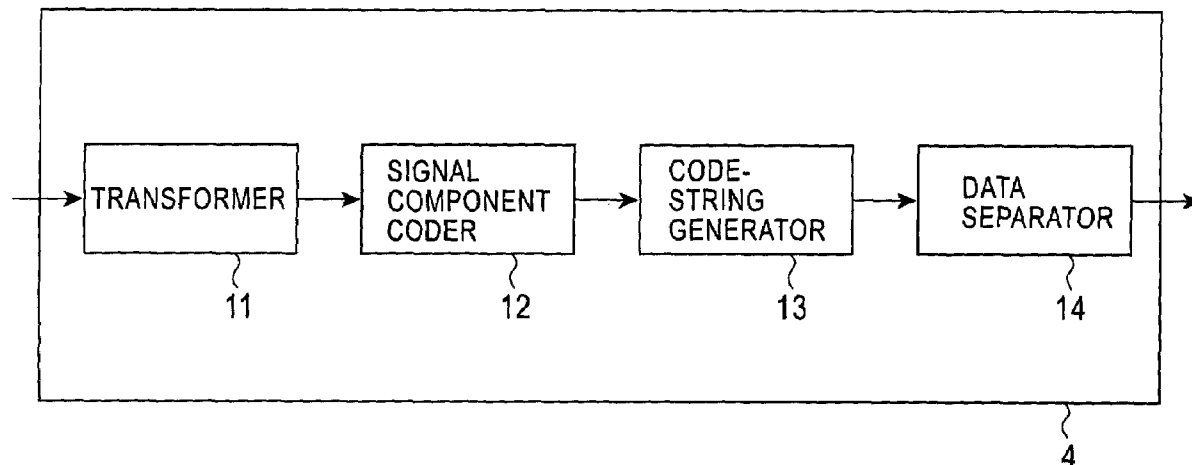 TRANSFORMER
SIGNAL
COMPONENT
CODER
CODE-
STRING
GENERATOR
DATA
SEPARATOR
11
12
13
14
4